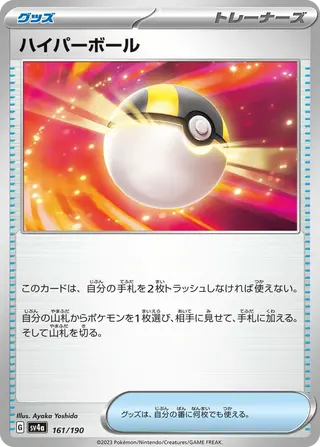 グッズ
トレーナーズ
ハイパーボール
このカードは、自分の手札を2枚トラッシュしなければ使えない。
自分の山札からポケモンを1枚選び、相手に見せて、手札に加える。
そして山札を切る。
Illus. Ayaka Yoshida
G sv4a 161/190
グッズは、自分の番に何枚でも使える。
©2023 Pokémon/Nintendo/Creatures/GAME FREAK.